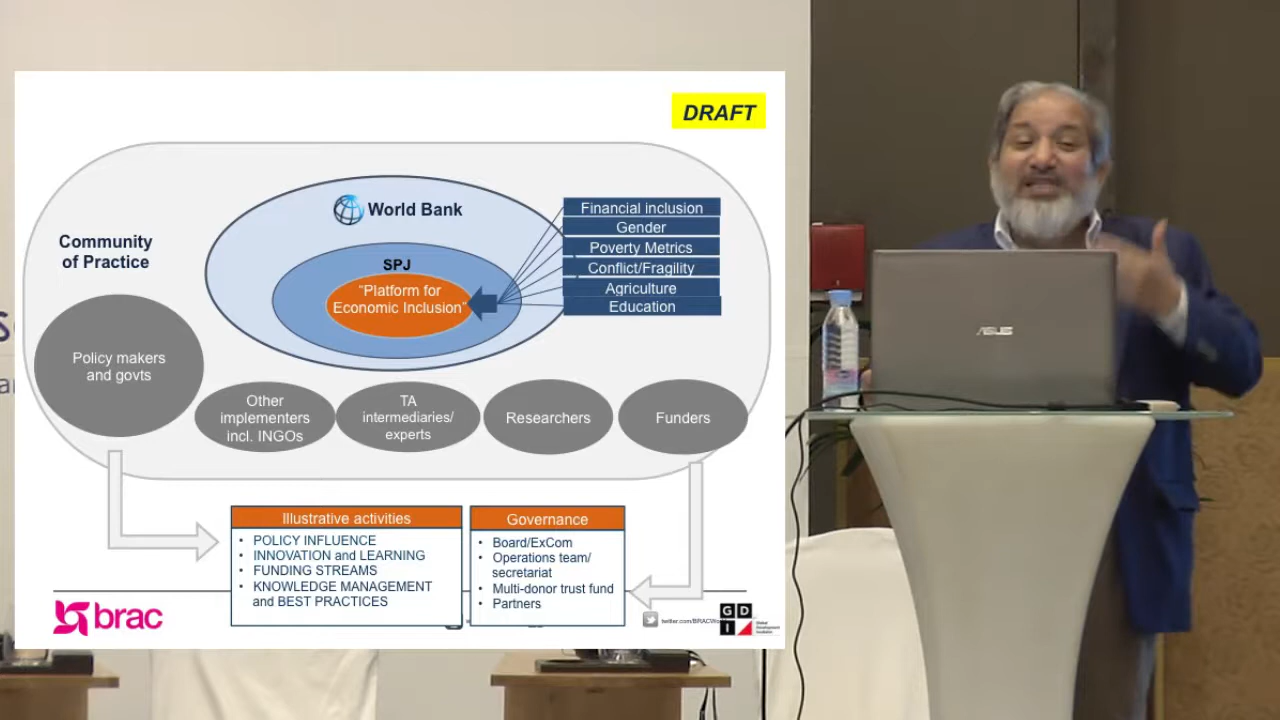 DRAFT
World Bank
Community
of Practice
SPJ
“Platform for
Economic Inclusion”
Financial inclusion
Gender
Poverty Metrics
Conflict/Fragility
Agriculture
Education
Policy makers
and govts
Other
implementers
incl. INGOs
TA
intermediaries/
experts
Researchers
Funders
Illustrative activities
• POLICY INFLUENCE
• INNOVATION and LEARNING
• FUNDING STREAMS
• KNOWLEDGE MANAGEMENT
and BEST PRACTICES
Governance
• Board/ExCom
• Operations team/
secretariat
• Multi-donor trust fund
• Partners
brac
GDI
Global
Development
ASUS